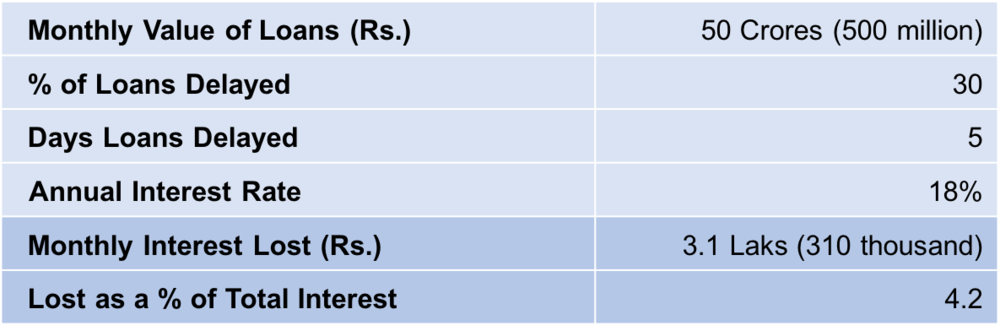 Monthly Value of Loans (Rs.) 50 Crores (500 million)
% of Loans Delayed 30
Days Loans Delayed 5
Annual Interest Rate 18%
Monthly Interest Lost (Rs.) 3.1 Laks (310 thousand)
Lost as a % of Total Interest 4.2